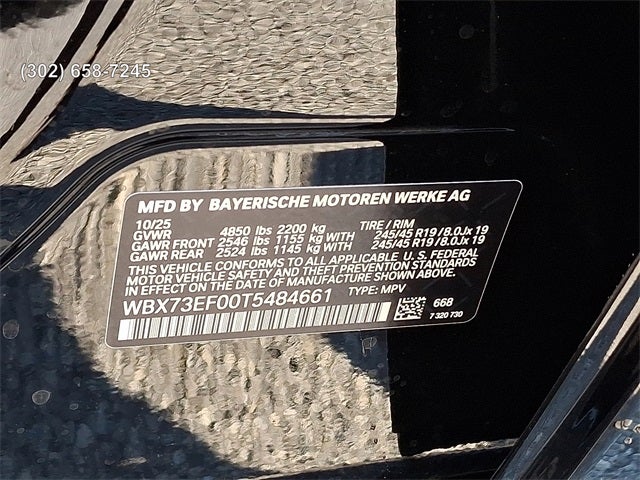 (302) 658-7245
MFD BY BAYERISCHE MOTOREN WERKE AG
10/25
GVWR 4850 lbs 2200 kg TIRE / RIM
GAWR FRONT 2546 lbs 1155 kg WITH 245/45 R19 / 8.0Jx 19
GAWR REAR 2524 lbs 1145 kg WITH 245/45 R19 / 8.0Jx 19
THIS VEHICLE CONFORMS TO ALL APPLICABLE U.S. FEDERAL
MOTOR VEHICLE SAFETY AND THEFT PREVENTION STANDARDS
IN EFFECT ON THE DATE OF MANUFACTURE SHOWN ABOVE.
WBX73EF00T5484661 TYPE: MPV
668
7 320 730